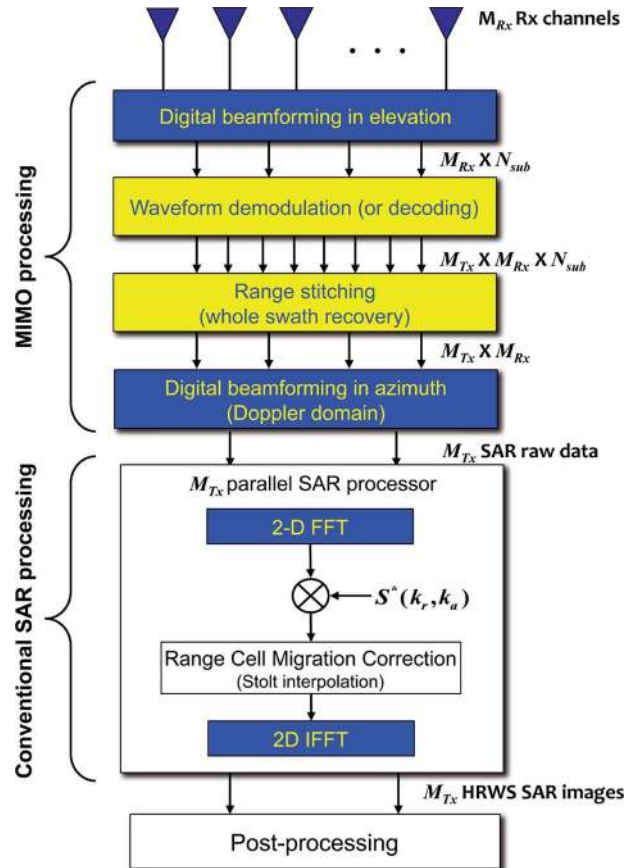 M_Rx Rx channels
• • •
Digital beamforming in elevation
M_Rx X N_sub
Waveform demodulation (or decoding)
M_Tx X M_Rx X N_sub
Range stitching
(whole swath recovery)
M_Tx X M_Rx
Digital beamforming in azimuth
(Doppler domain)
MIMO processing
M_Tx SAR raw data
M_Tx parallel SAR processor
2-D FFT
S*(k_r, k_a)
Range Cell Migration Correction
(Stolt interpolation)
2D IFFT
Conventional SAR processing
M_Tx HRWS SAR images
Post-processing